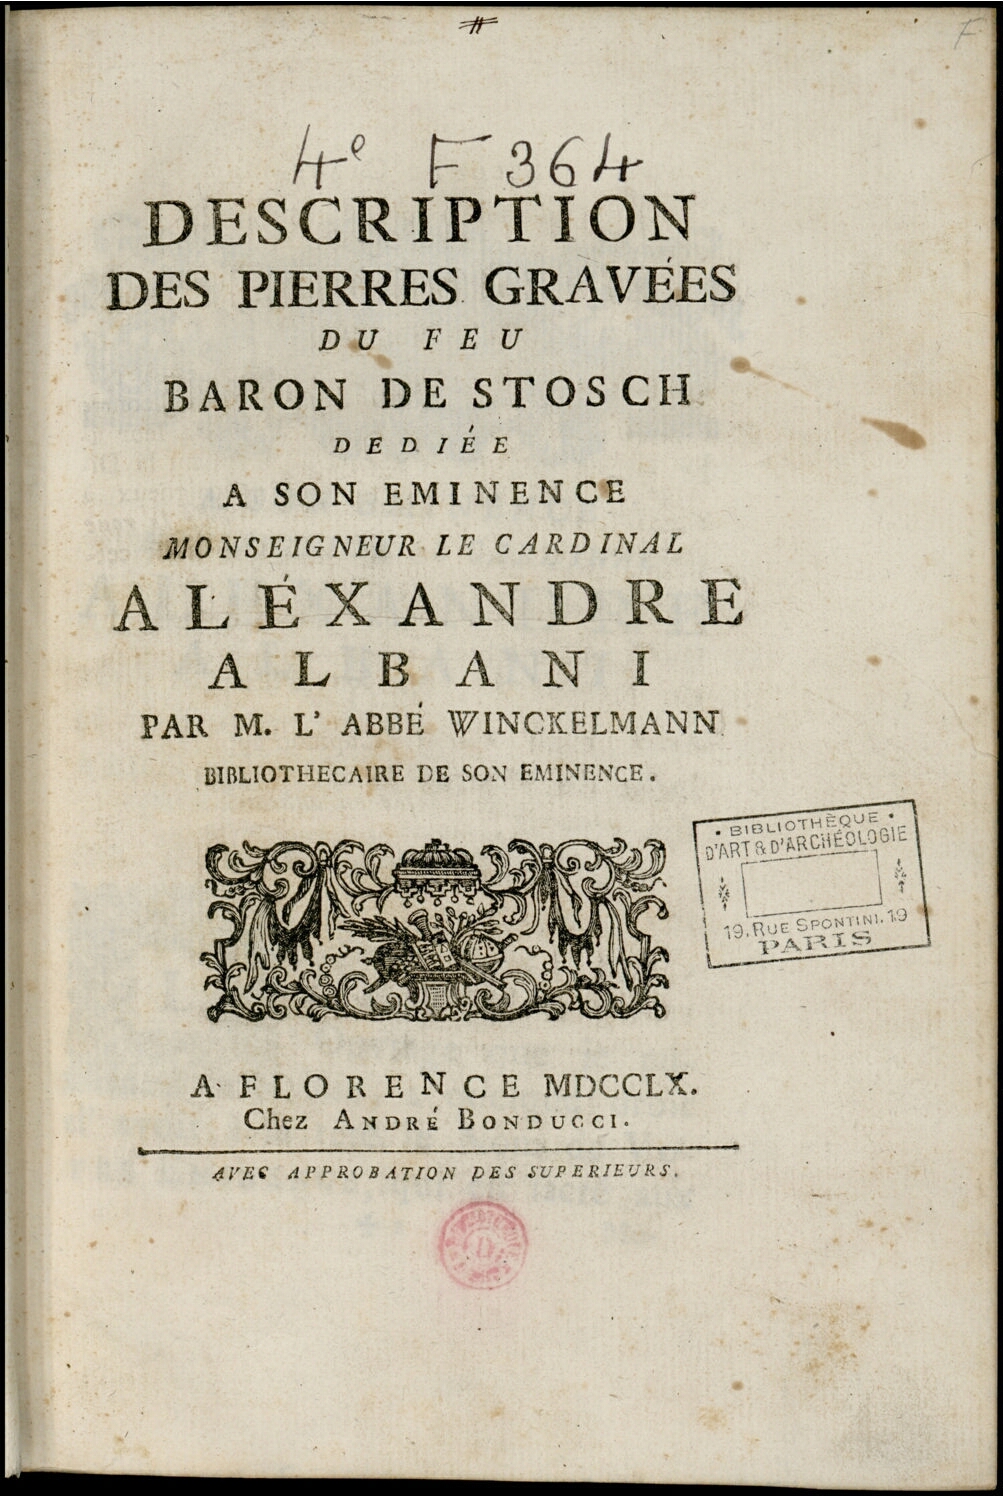 F
4e F 364
DESCRIPTION
DES PIERRES GRAVÉES
DU FEU
BARON DE STOSCH
DEDIÉE
A SON EMINENCE
MONSEIGNEUR LE CARDINAL
ALÉXANDRE
ALBANI
PAR M. L' ABBÉ WINCKELMANN
BIBLIOTHECAIRE DE SON EMINENCE.
• BIBLIOTHÈQUE •
D'ART & D'ARCHÉOLOGIE
19, RUE SPONTINI, 19
PARIS
A FLORENCE MDCCLX.
Chez ANDRÉ BONDUCCI.
AVEC APPROBATION DES SUPERIEURS.
D